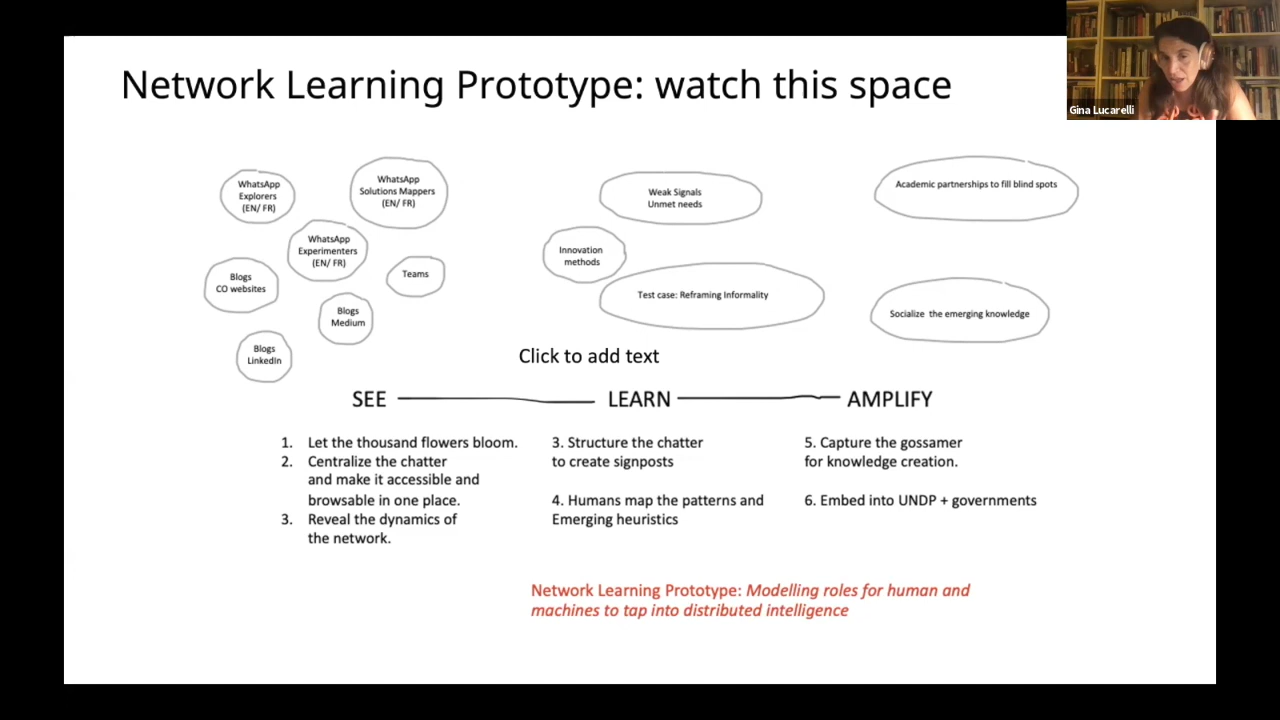 Network Learning Prototype: watch this space
Gina Lucarelli
WhatsApp
Explorers
(EN/ FR)
WhatsApp
Solutions Mappers
(EN/ FR)
WhatsApp
Experimenters
(EN/ FR)
Blogs
CO websites
Teams
Blogs
Medium
Blogs
LinkedIn
Weak Signals
Unmet needs
Innovation
methods
Test case: Reframing Informality
Academic partnerships to fill blind spots
Socialize the emerging knowledge
Click to add text
SEE
LEARN
AMPLIFY
1. Let the thousand flowers bloom.
2. Centralize the chatter
and make it accessible and
browsable in one place.
3. Reveal the dynamics of
the network.
3. Structure the chatter
to create signposts
4. Humans map the patterns and
Emerging heuristics
5. Capture the gossamer
for knowledge creation.
6. Embed into UNDP + governments
Network Learning Prototype: Modelling roles for human and
machines to tap into distributed intelligence